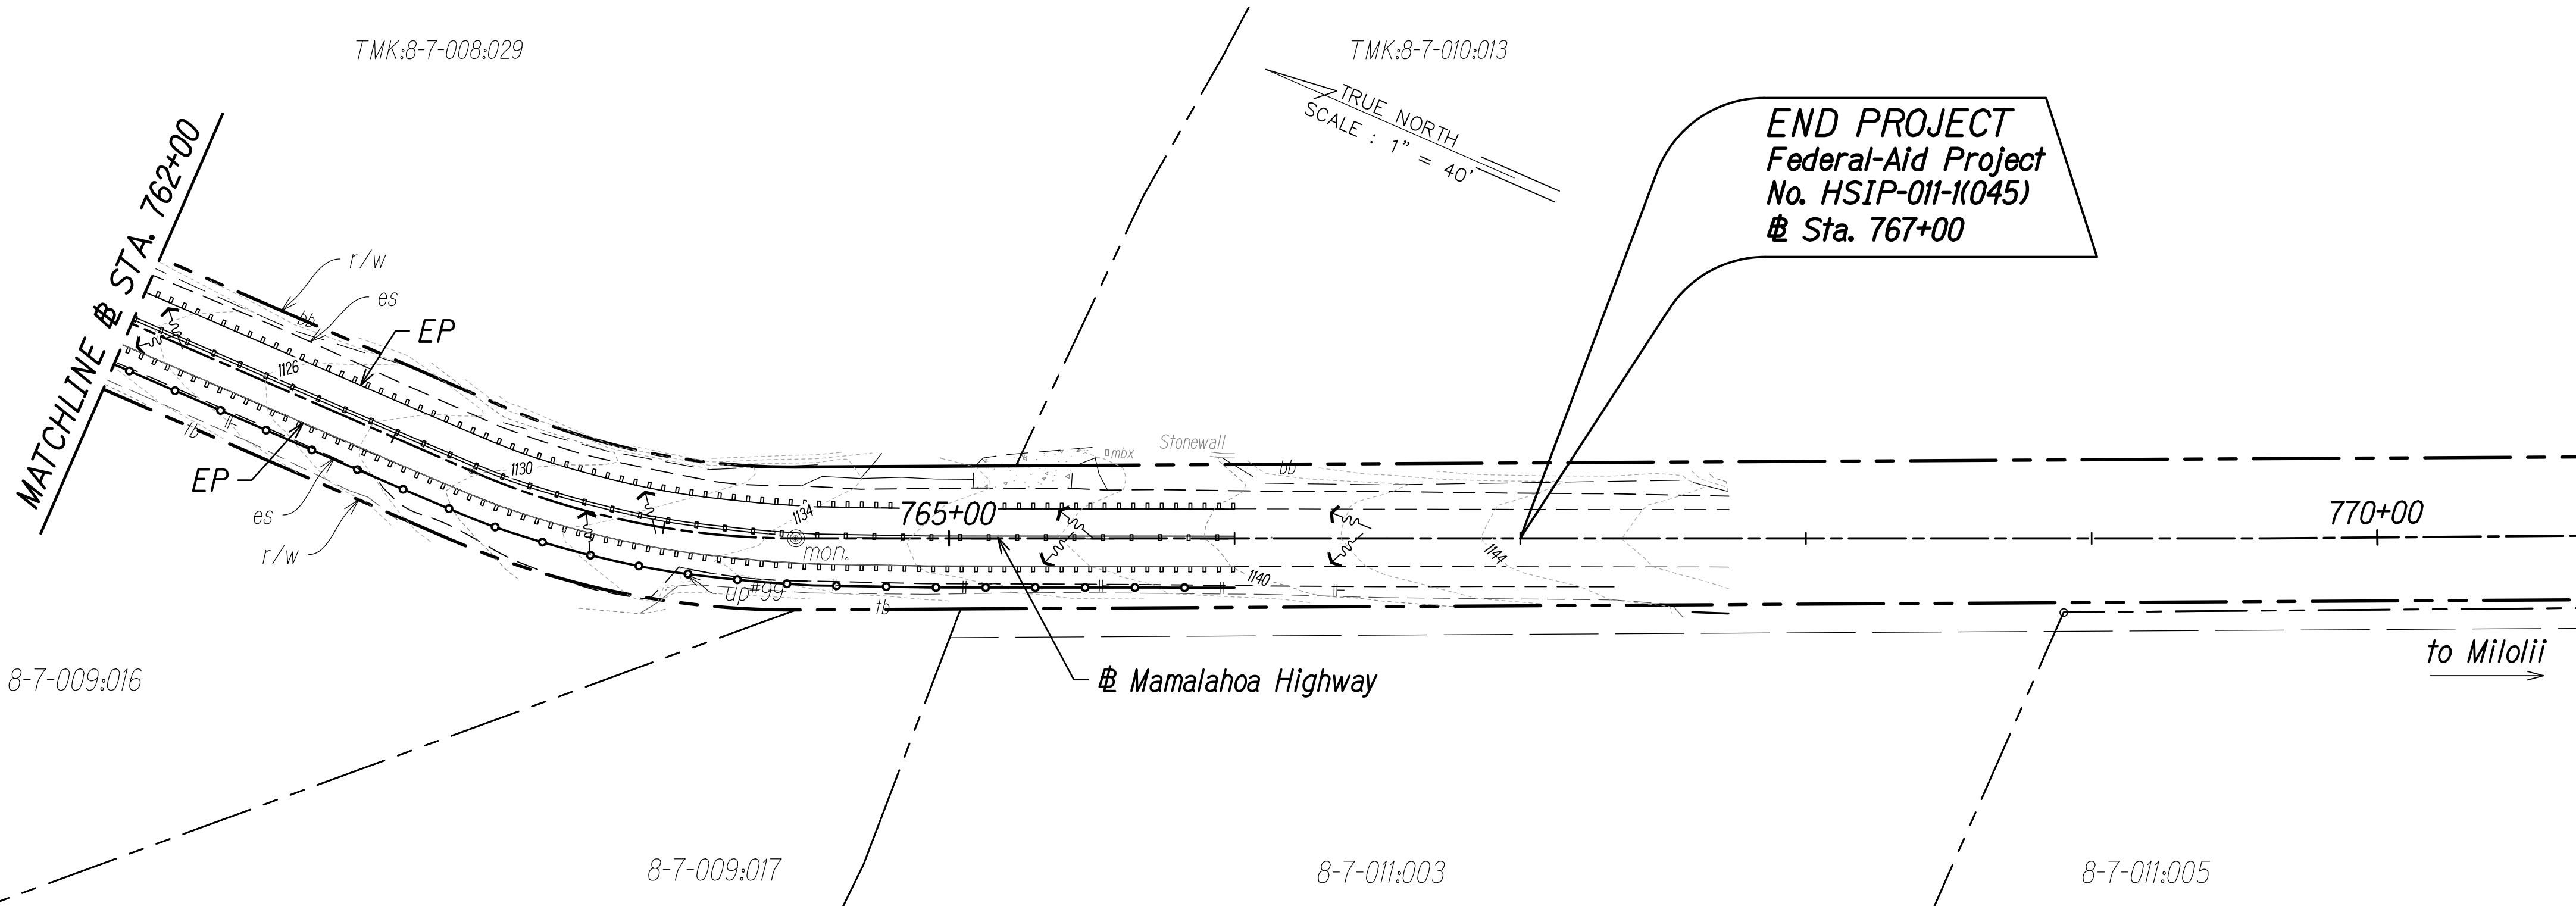 TMK:8-7-008:029
TMK:8-7-010:013
TRUE NORTH
SCALE : 1" = 40'
END PROJECT
Federal-Aid Project
No. HSIP-011-1(045)
℄ Sta. 767+00
MATCHLINE ℄ STA. 762+00
r/w
es
bb
EP
1126
tb
EP
es
r/w
1130
1134
mon.
up#99
765+00
mbx
Stonewall
bb
1140
1144
tb
770+00
℄ Mamalahoa Highway
to Milolii
8-7-009:016
8-7-009:017
8-7-011:003
8-7-011:005